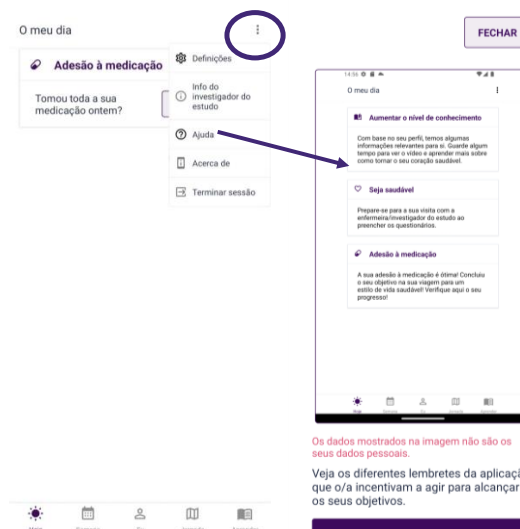 O meu dia
Adesão à medicação
Tomou toda a sua
medicação ontem?
Definições
Info do
investigador do
estudo
Ajuda
Acerca de
Terminar sessão
FECHAR
14:56
O meu dia
Aumentar o nível de conhecimento
Com base no seu perfil, temos algumas
informações relevantes para si. Guarde algum
tempo para ver o vídeo e aprender mais sobre
como tornar o seu coração saudável.
Seja saudável
Prepare-se para a sua visita com a
enfermeira/investigador do estudo ao
preencher os questionários.
Adesão à medicação
A sua adesão à medicação é ótima! Concluiu
o seu objetivo na sua viagem para um
estilo de vida saudável! Verifique aqui o seu
progresso!
Os dados mostrados na imagem não são os
seus dados pessoais.
Veja os diferentes lembretes da aplicaçã
que o/a incentivam a agir para alcançar
os seus objetivos.